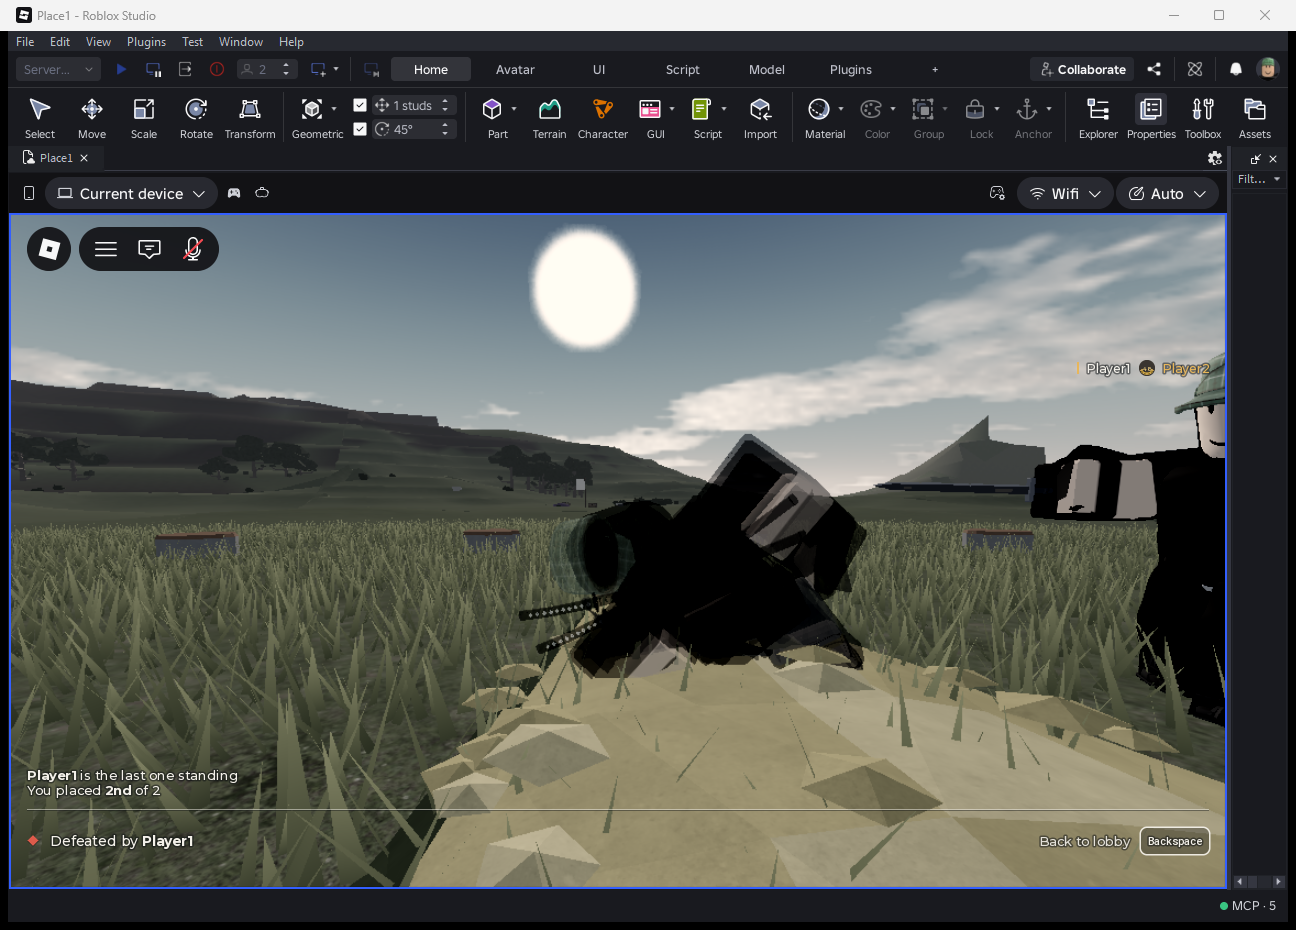 Place1 - Roblox Studio
File Edit View Plugins Test Window Help
Server... 2 Home Avatar UI Script Model Plugins + Collaborate
Select Move Scale Rotate Transform Geometric 1 studs 45° Part Terrain Character GUI Script Import Material Color Group Lock Anchor Explorer Properties Toolbox Assets
Place1
Filt...
Current device Wifi Auto
Player1 Player2
Player1 is the last one standing
You placed 2nd of 2
Defeated by Player1 Back to lobby Backspace
MCP · 5